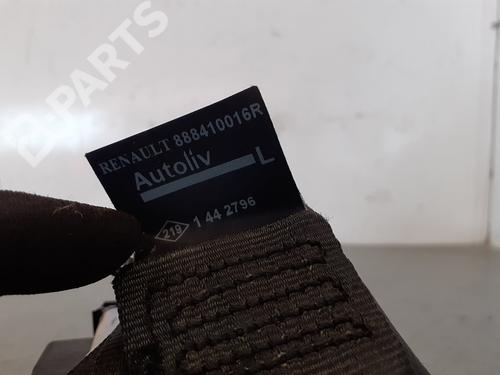 B-PARTS
RENAULT 888410016R
Autoliv L
219 1 44 2796